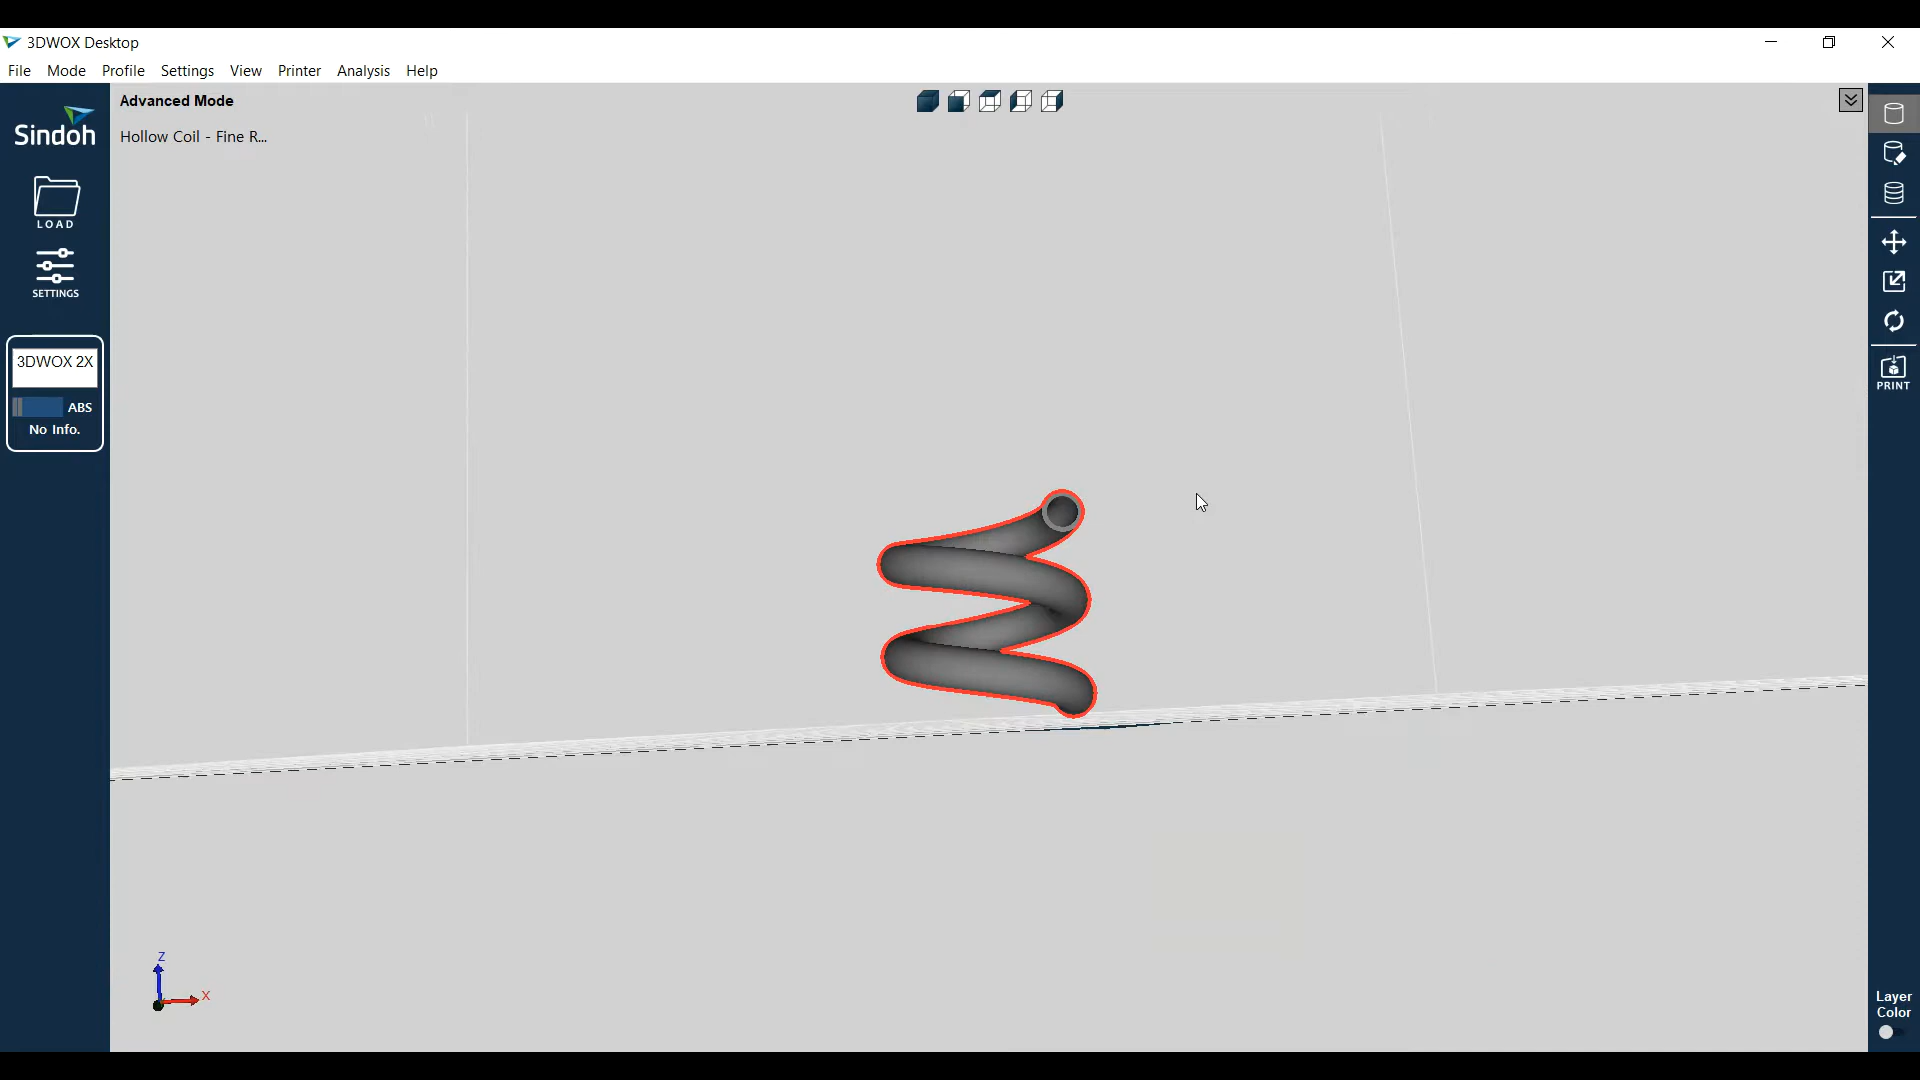 3DWOX Desktop
File Mode Profile Settings View Printer Analysis Help
Sindoh
Advanced Mode
Hollow Coil - Fine R...
LOAD
SETTINGS
3DWOX 2X
ABS
No Info.
PRINT
Z
X
Layer
Color